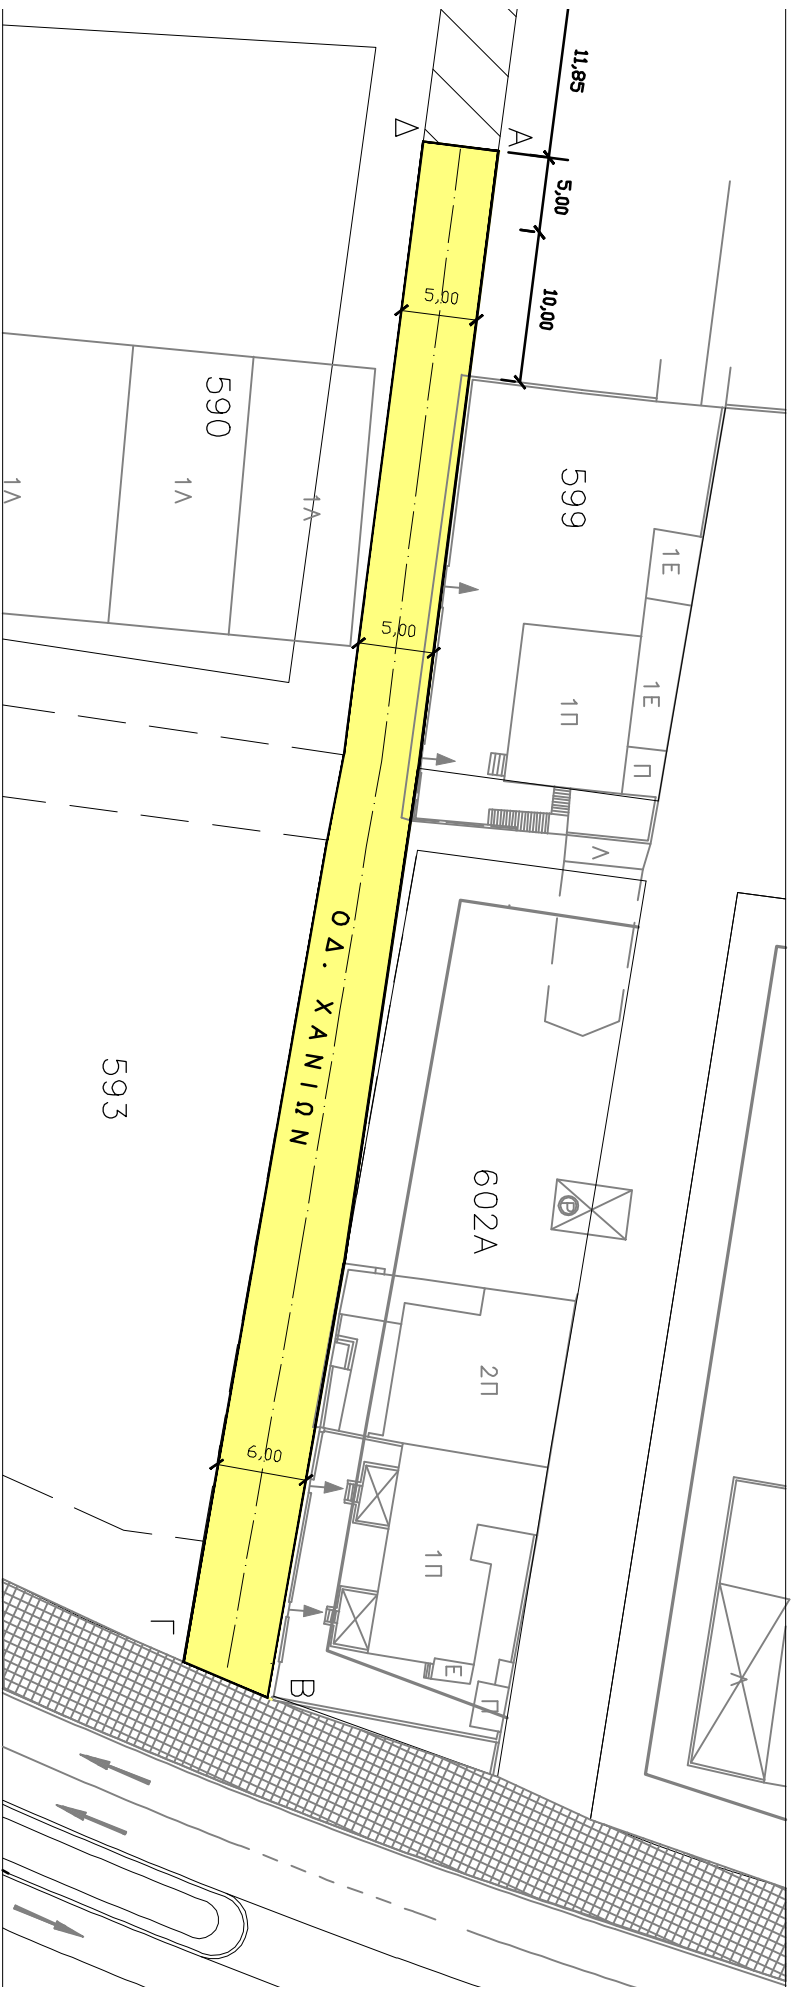 11,85
Δ
Α
5,00
10,00
5,00
590
1Λ
1Λ
1Λ
599
1Ε
1Ε
1Π
Π
5,00
Λ
ΟΔ. ΧΑΝΙΩΝ
593
602Α
P
2Π
6,00
1Π
Ε
Π
Λ
Γ
Β